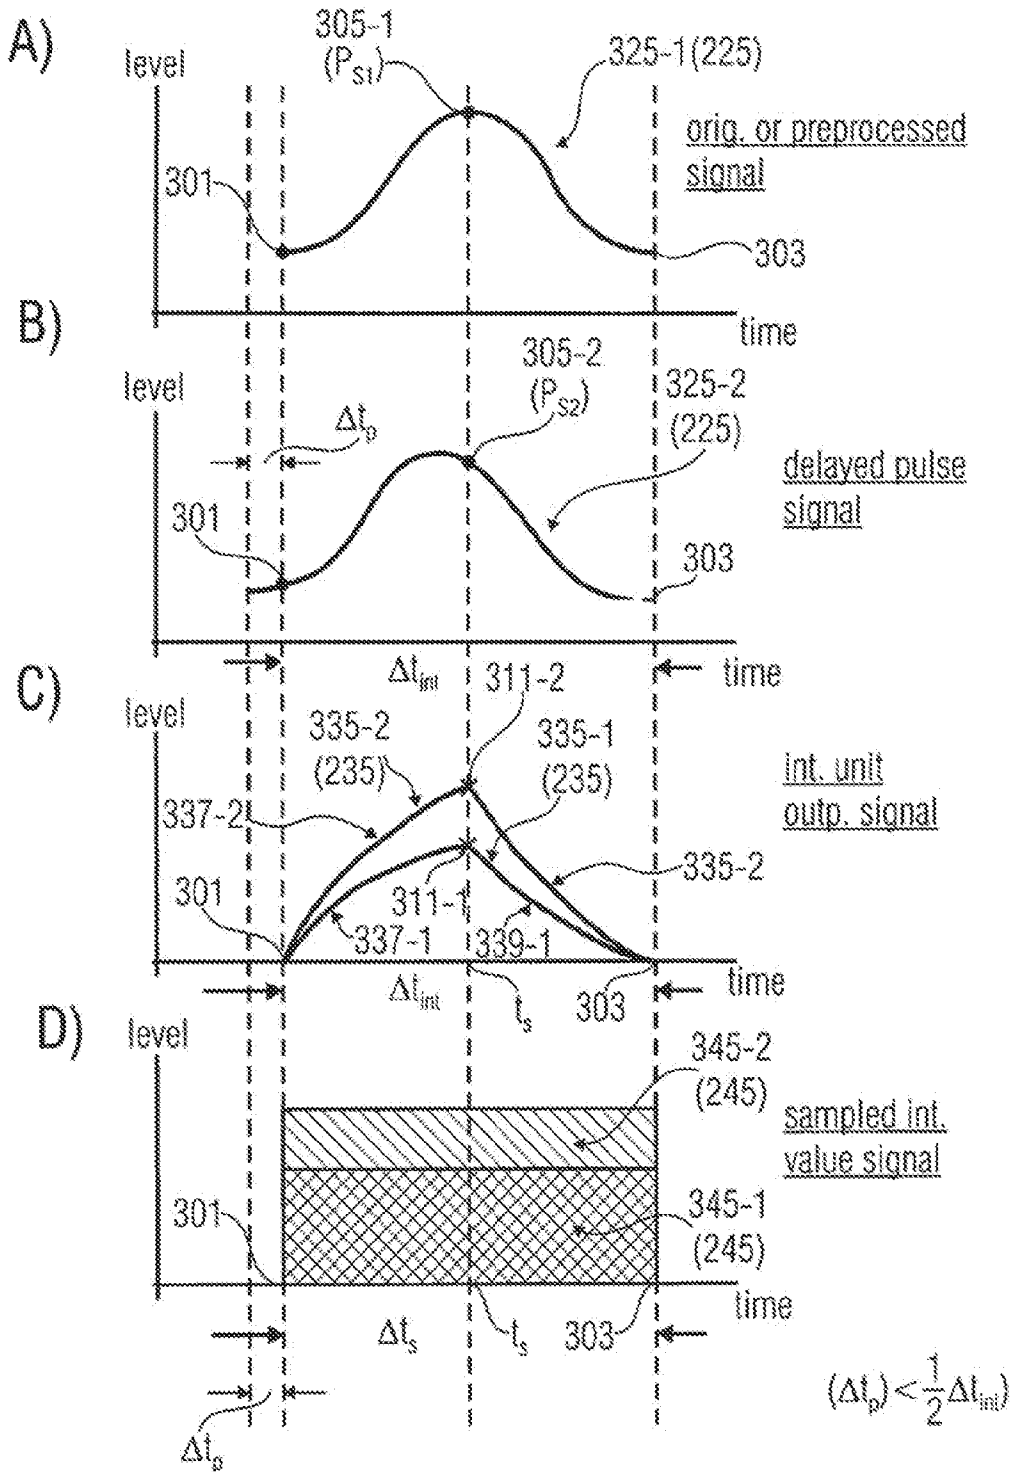 A)
305-1
(PS1)
level
325-1(225)
orig. or preprocessed
signal
301
303
time
B)
305-2
(PS2)
level
325-2
(225)
Δtp
delayed pulse
signal
301
303
Δtint
time
C)
311-2
level
335-2
(235)
335-1
(235)
int. unit
outp. signal
337-2
335-2
301
311-1
337-1
339-1
Δtint
ts
303
time
D)
level
345-2
(245)
sampled int.
value signal
301
345-1
(245)
time
Δts
ts
303
(Δtp)<1/2Δtint)
Δtp